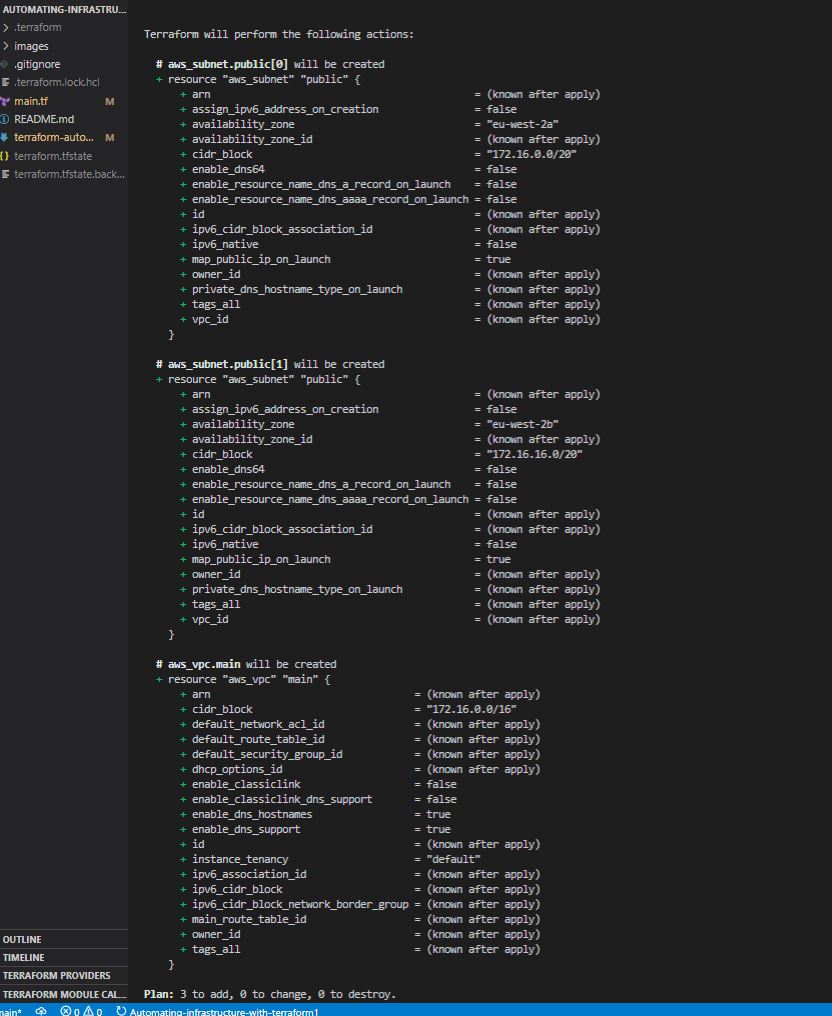 AUTOMATING-INFRASTRU...
.terraform
images
.gitignore
.terraform.lock.hcl
main.tf M
README.md
terraform-auto... M
terraform.tfstate
terraform.tfstate.back...
OUTLINE
TIMELINE
TERRAFORM PROVIDERS
TERRAFORM MODULE CAL...
Terraform will perform the following actions:
# aws_subnet.public[0] will be created
+ resource "aws_subnet" "public" {
+ arn = (known after apply)
+ assign_ipv6_address_on_creation = false
+ availability_zone = "eu-west-2a"
+ availability_zone_id = (known after apply)
+ cidr_block = "172.16.0.0/20"
+ enable_dns64 = false
+ enable_resource_name_dns_a_record_on_launch = false
+ enable_resource_name_dns_aaaa_record_on_launch = false
+ id = (known after apply)
+ ipv6_cidr_block_association_id = (known after apply)
+ ipv6_native = false
+ map_public_ip_on_launch = true
+ owner_id = (known after apply)
+ private_dns_hostname_type_on_launch = (known after apply)
+ tags_all = (known after apply)
+ vpc_id = (known after apply)
}
# aws_subnet.public[1] will be created
+ resource "aws_subnet" "public" {
+ arn = (known after apply)
+ assign_ipv6_address_on_creation = false
+ availability_zone = "eu-west-2b"
+ availability_zone_id = (known after apply)
+ cidr_block = "172.16.16.0/20"
+ enable_dns64 = false
+ enable_resource_name_dns_a_record_on_launch = false
+ enable_resource_name_dns_aaaa_record_on_launch = false
+ id = (known after apply)
+ ipv6_cidr_block_association_id = (known after apply)
+ ipv6_native = false
+ map_public_ip_on_launch = true
+ owner_id = (known after apply)
+ private_dns_hostname_type_on_launch = (known after apply)
+ tags_all = (known after apply)
+ vpc_id = (known after apply)
}
# aws_vpc.main will be created
+ resource "aws_vpc" "main" {
+ arn = (known after apply)
+ cidr_block = "172.16.0.0/16"
+ default_network_acl_id = (known after apply)
+ default_route_table_id = (known after apply)
+ default_security_group_id = (known after apply)
+ dhcp_options_id = (known after apply)
+ enable_classiclink = false
+ enable_classiclink_dns_support = false
+ enable_dns_hostnames = true
+ enable_dns_support = true
+ id = (known after apply)
+ instance_tenancy = "default"
+ ipv6_association_id = (known after apply)
+ ipv6_cidr_block = (known after apply)
+ ipv6_cidr_block_network_border_group = (known after apply)
+ main_route_table_id = (known after apply)
+ owner_id = (known after apply)
+ tags_all = (known after apply)
}
Plan: 3 to add, 0 to change, 0 to destroy.
main* 0 0 Automating-infrastructure-with-terraform1